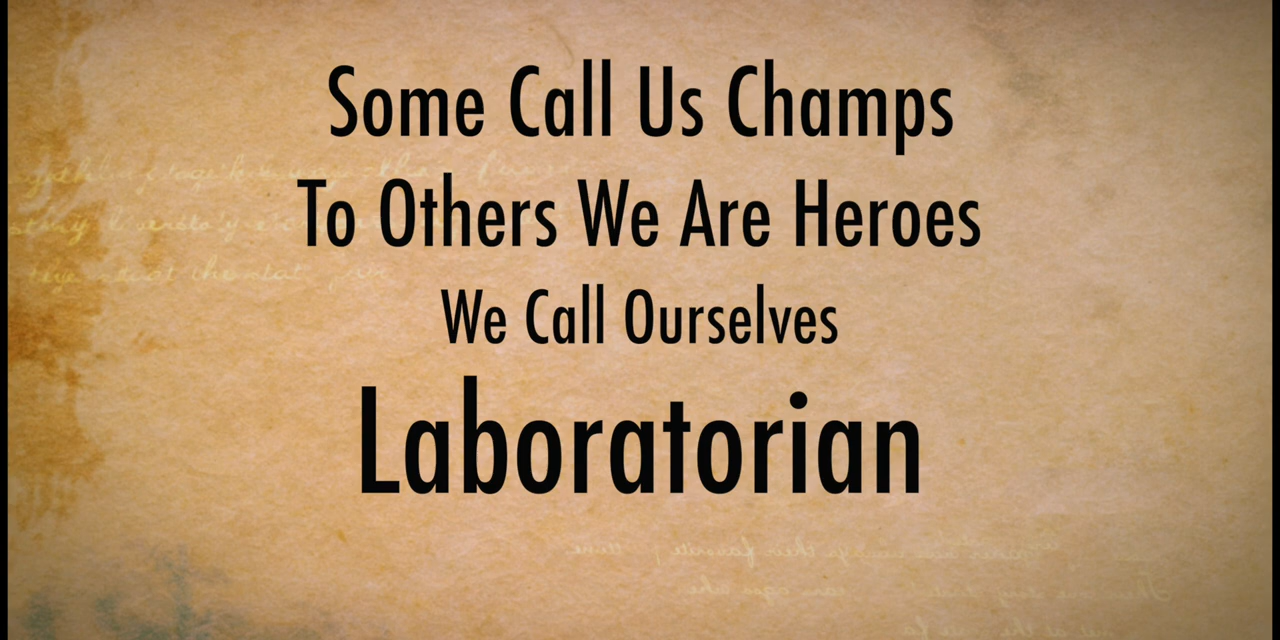 Some Call Us Champs
To Others We Are Heroes
We Call Ourselves
Laboratorian